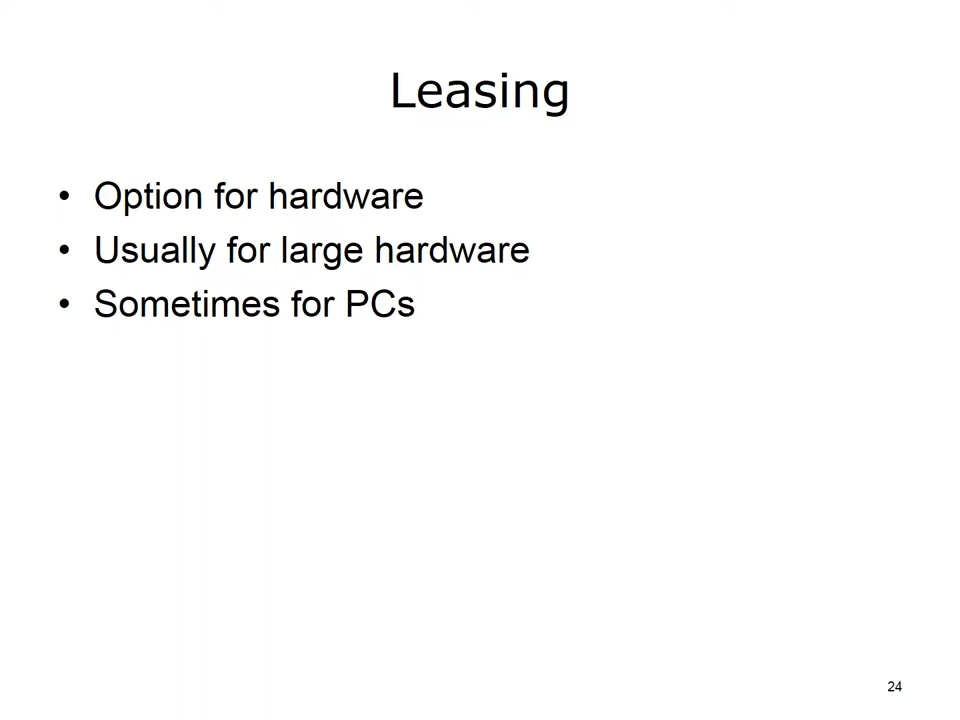 Leasing
• Option for hardware
• Usually for large hardware
• Sometimes for PCs
24